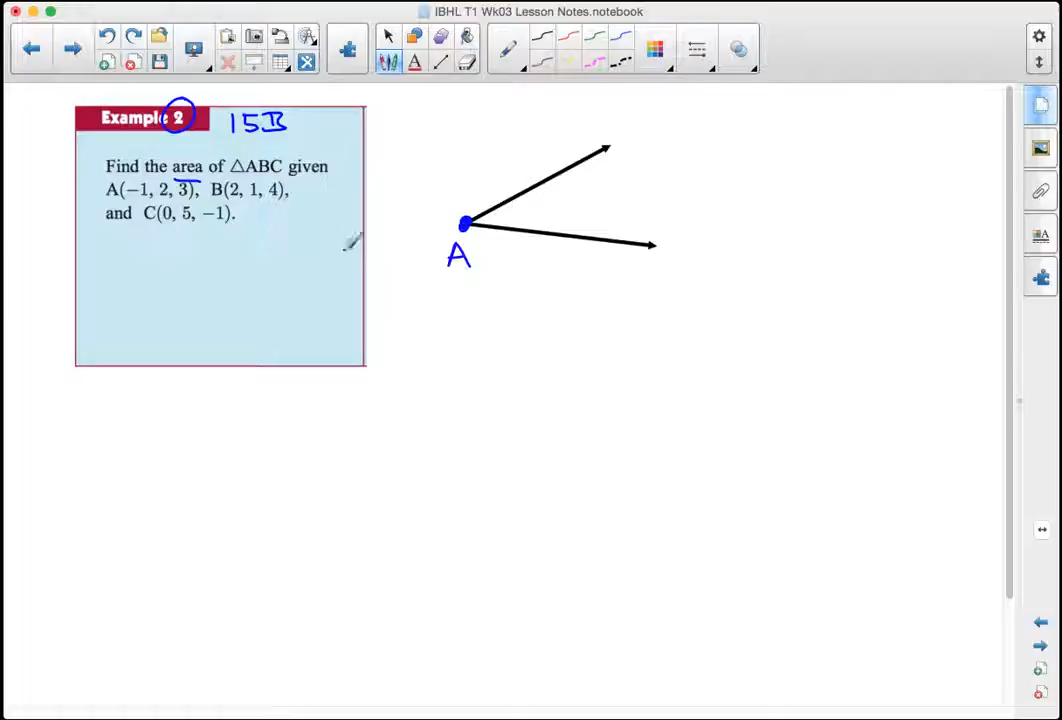 IBHL T1 Wk03 Lesson Notes.notebook
Example 2 15B
Find the area of △ABC given
A(−1, 2, 3), B(2, 1, 4),
and C(0, 5, −1).
A